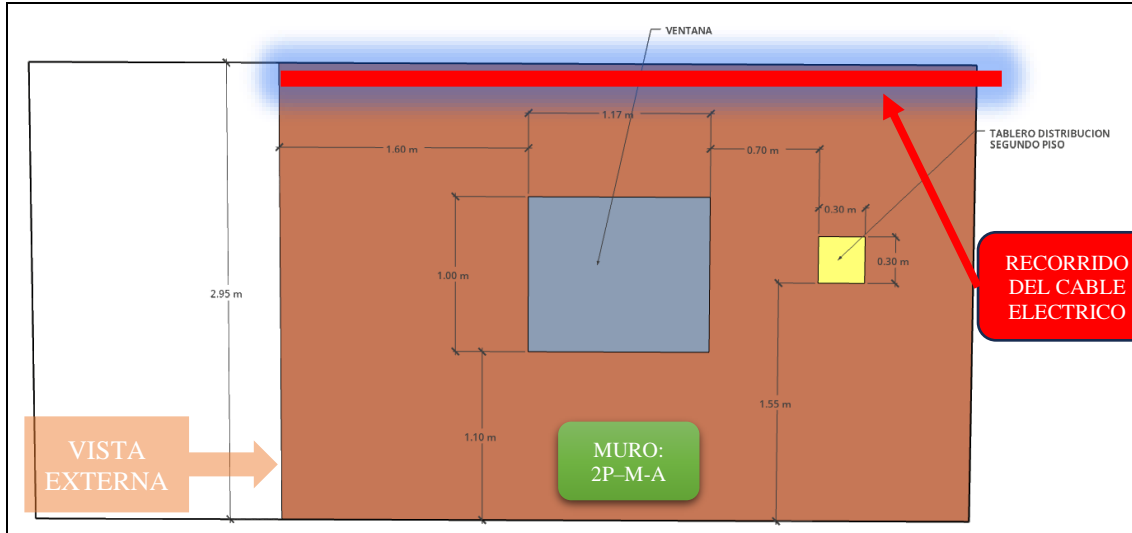 VENTANA
1.17 m
1.60 m
0.70 m
TABLERO DISTRIBUCION
SEGUNDO PISO
0.30 m
0.30 m
1.00 m
2.95 m
RECORRIDO
DEL CABLE
ELECTRICO
1.55 m
1.10 m
VISTA
EXTERNA
MURO:
2P–M-A